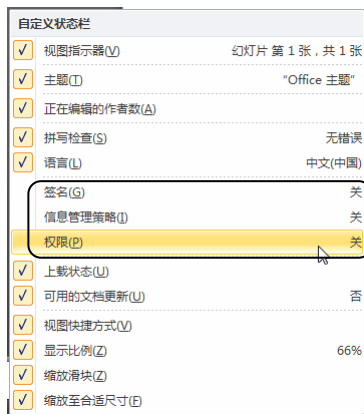 自定义状态栏
视图指示器(V) 幻灯片 第 1 张，共 1 张
主题(T) “Office 主题”
正在编辑的作者数(A)
拼写检查(S) 无错误
语言(L) 中文(中国)
签名(G) 关
信息管理策略(I) 关
权限(P) 关
上载状态(U)
可用的文档更新(U) 否
视图快捷方式(V)
显示比例(Z) 66%
缩放滑块(Z)
缩放至合适尺寸(F)